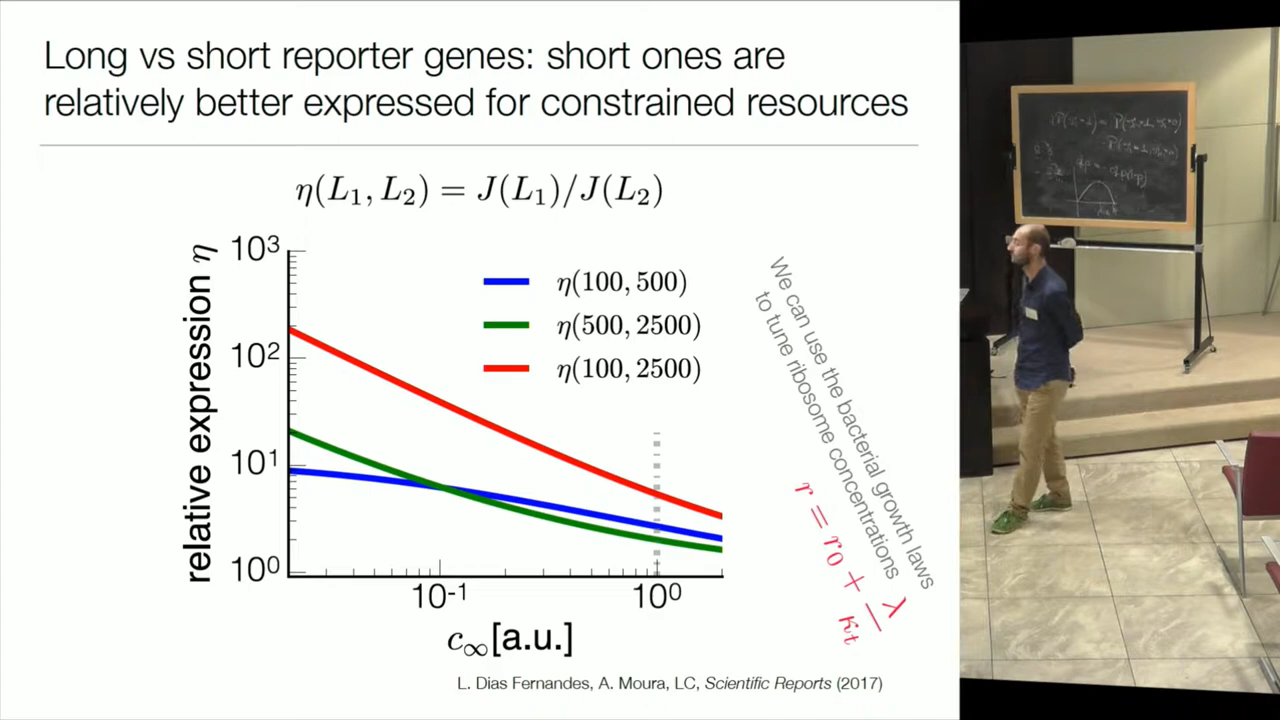 Long vs short reporter genes: short ones are
relatively better expressed for constrained resources
η(L₁, L₂) = J(L₁)/J(L₂)
relative expression η
10³
10²
10¹
10⁰
η(100, 500)
η(500, 2500)
η(100, 2500)
10⁻¹
10⁰
c∞[a.u.]
We can use the bacterial growth laws
to tune ribosome concentrations
r = r₀ + λ/κₜ
L. Dias Fernandes, A. Moura, LC, Scientific Reports (2017)